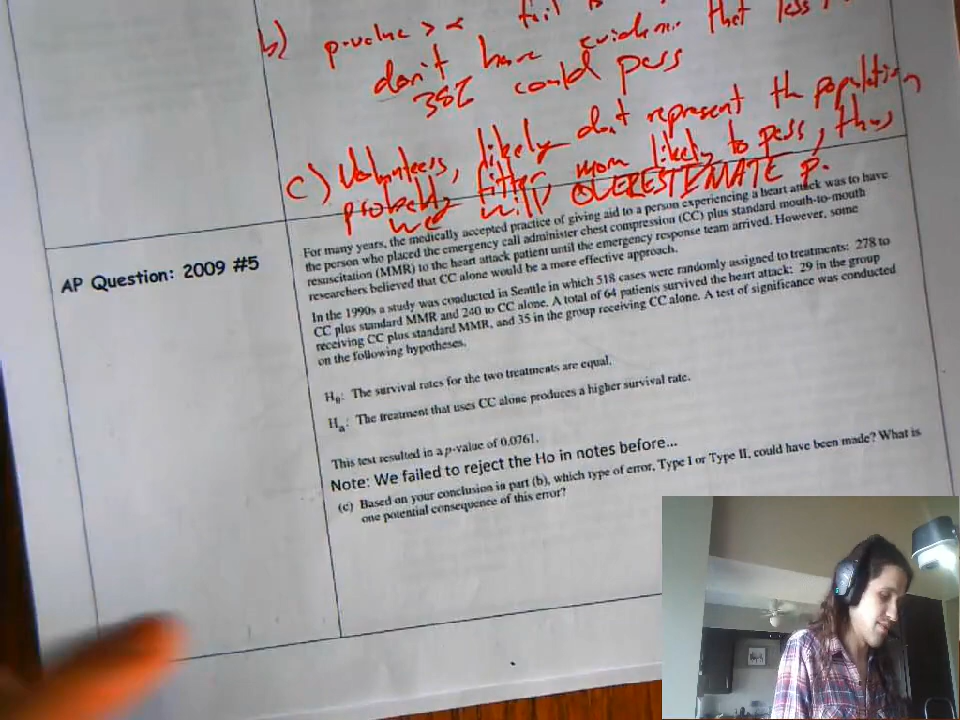 b) p-value > α fail
don't have evidence that less
38% could pass
c) Volunteers, likely don't represent the population
probably fitter, more likely to pass, thus
we will OVERESTIMATE p.
AP Question: 2009 #5
For many years, the medically accepted practice of giving aid to a person experiencing a heart attack was to have
the person who placed the emergency call administer chest compression (CC) plus standard mouth-to-mouth
resuscitation (MMR) to the heart attack patient until the emergency response team arrived. However, some
researchers believed that CC alone would be a more effective approach.
In the 1990s a study was conducted in Seattle in which 518 cases were randomly assigned to treatments: 278 to
CC plus standard MMR and 240 to CC alone. A total of 64 patients survived the heart attack: 29 in the group
receiving CC plus standard MMR, and 35 in the group receiving CC alone. A test of significance was conducted
on the following hypotheses.
H₀: The survival rates for the two treatments are equal.
Hₐ: The treatment that uses CC alone produces a higher survival rate.
This test resulted in a p-value of 0.0761.
Note: We failed to reject the Ho in notes before...
(c) Based on your conclusion in part (b), which type of error, Type I or Type II, could have been made? What is
one potential consequence of this error?